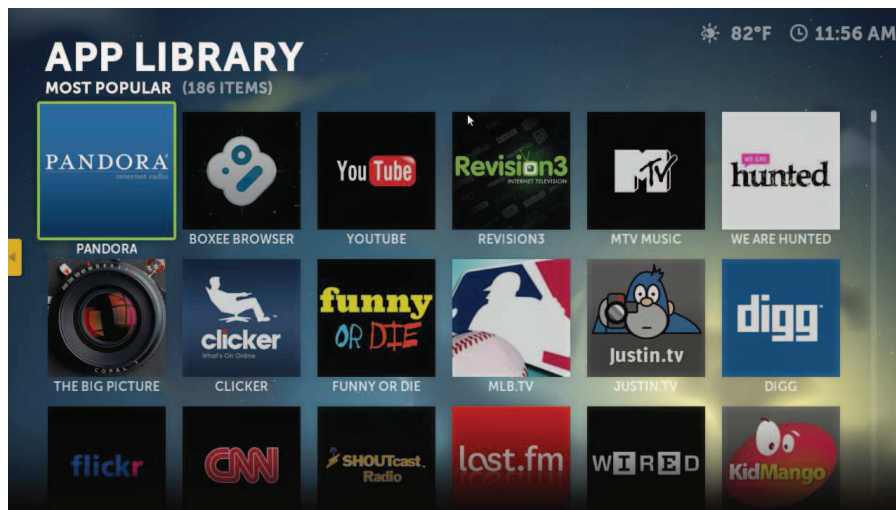 82°F 11:56 AM
APP LIBRARY
MOST POPULAR (186 ITEMS)
PANDORA
internet radio
You Tube
Revision3
INTERNET TELEVISION
MTV
WE ARE
hunted
PANDORA
BOXEE BROWSER
YOUTUBE
REVISION3
MTV MUSIC
WE ARE HUNTED
COPAL
clicker
What's On Online
funny
OR DIE
Justin.tv
digg
THE BIG PICTURE
CLICKER
FUNNY OR DIE
MLB.TV
JUSTIN.TV
DIGG
flickr
CNN
SHOUTcast
Radio
last.fm
WIRED
KidMango